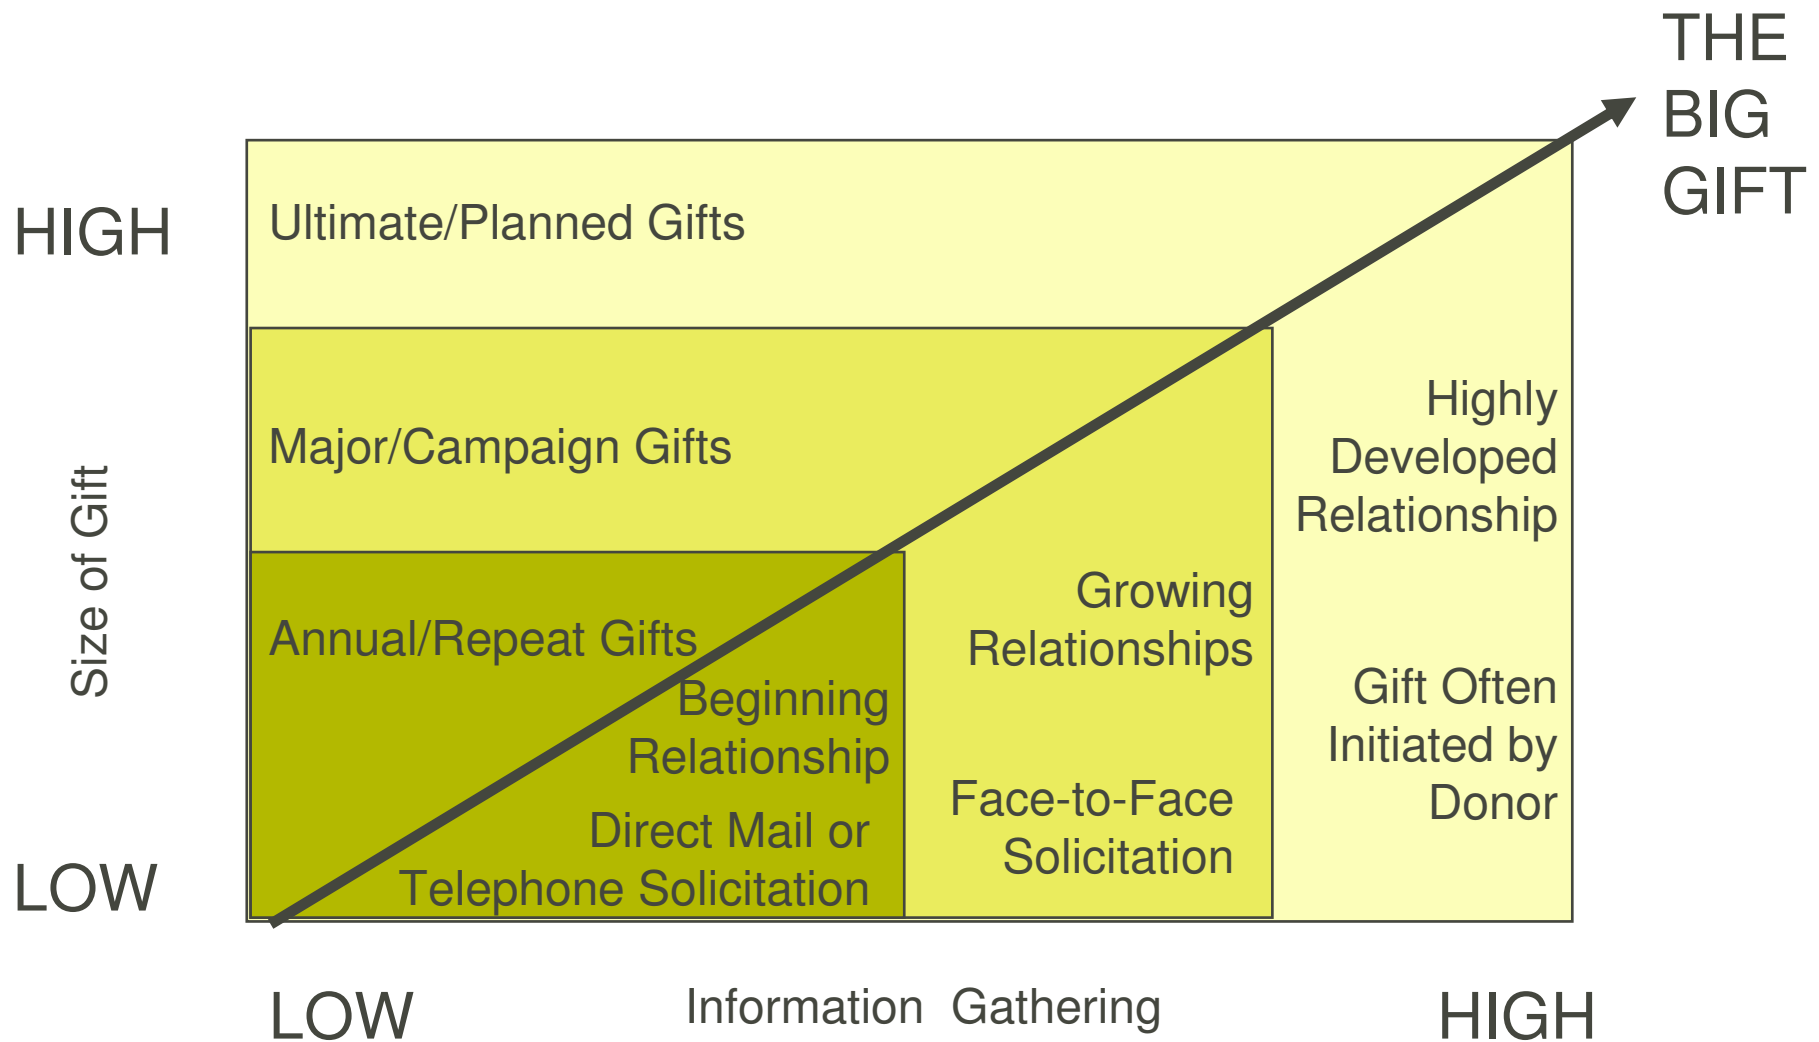 THE
BIG
GIFT
HIGH
Ultimate/Planned Gifts
Highly
Developed
Relationship
Major/Campaign Gifts
Size of Gift
Growing
Relationships
Annual/Repeat Gifts
Beginning
Relationship
Gift Often
Initiated by
Donor
Face-to-Face
Solicitation
Direct Mail or
Telephone Solicitation
LOW
LOW
Information Gathering
HIGH